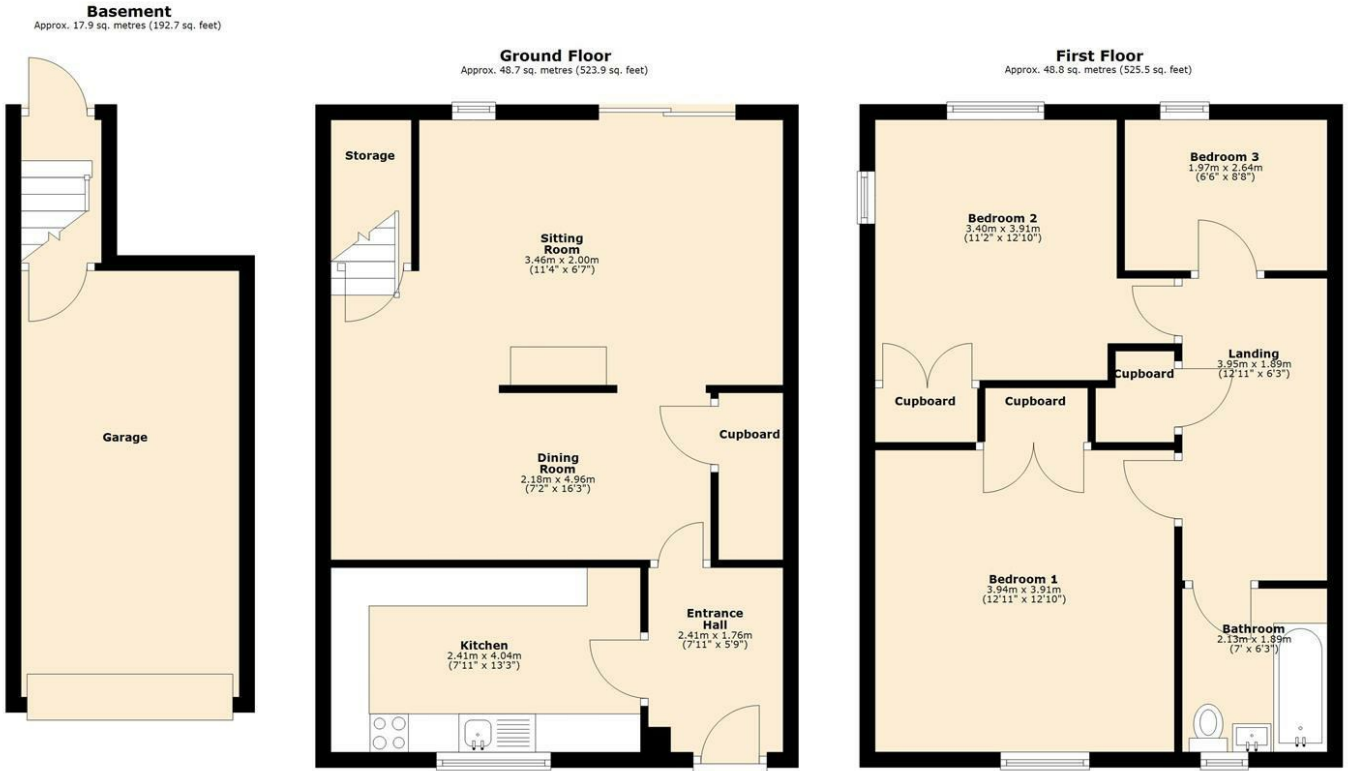 Basement
Approx. 17.9 sq. metres (192.7 sq. feet)
Garage
Ground Floor
Approx. 48.7 sq. metres (523.9 sq. feet)
Storage
Sitting
Room
3.46m x 2.00m
(11'4" x 6'7")
Dining
Room
2.18m x 4.96m
(7'2" x 16'3")
Cupboard
Kitchen
2.41m x 4.04m
(7'11" x 13'3")
Entrance
Hall
2.41m x 1.76m
(7'11" x 5'9")
First Floor
Approx. 48.8 sq. metres (525.5 sq. feet)
Bedroom 3
1.97m x 2.64m
(6'6" x 8'8")
Bedroom 2
3.40m x 3.91m
(11'2" x 12'10")
Landing
3.95m x 1.89m
(12'11" x 6'3")
Cupboard
Cupboard
Cupboard
Bedroom 1
3.94m x 3.91m
(12'11" x 12'10")
Bathroom
2.13m x 1.89m
(7' x 6'3")